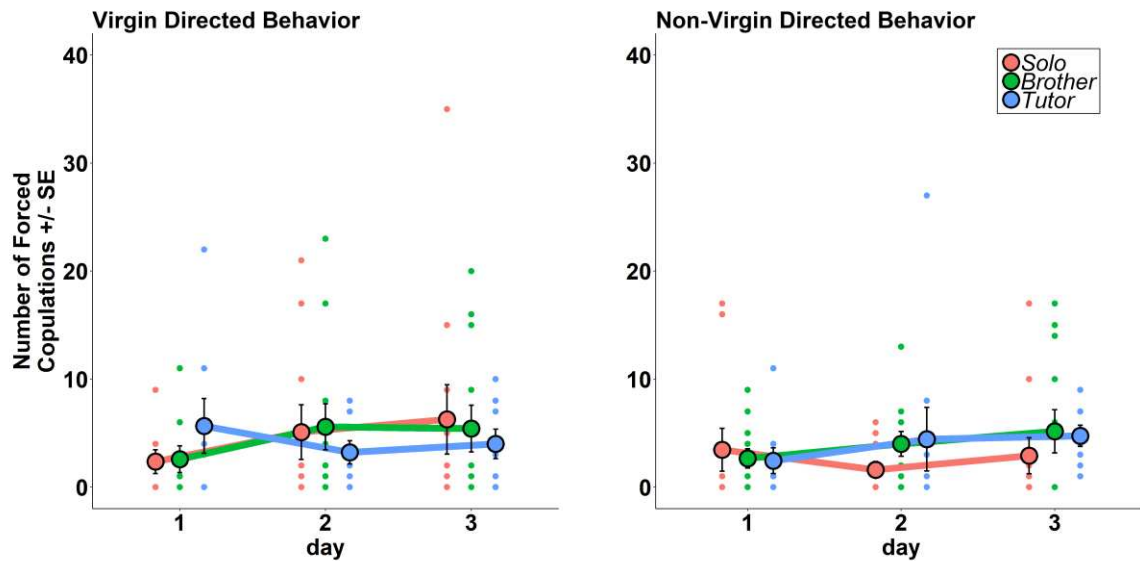 Virgin Directed Behavior
Number of Forced
Copulations +/- SE
40
30
20
10
0
1 2 3
day
Non-Virgin Directed Behavior
Solo
Brother
Tutor
40
30
20
10
0
1 2 3
day